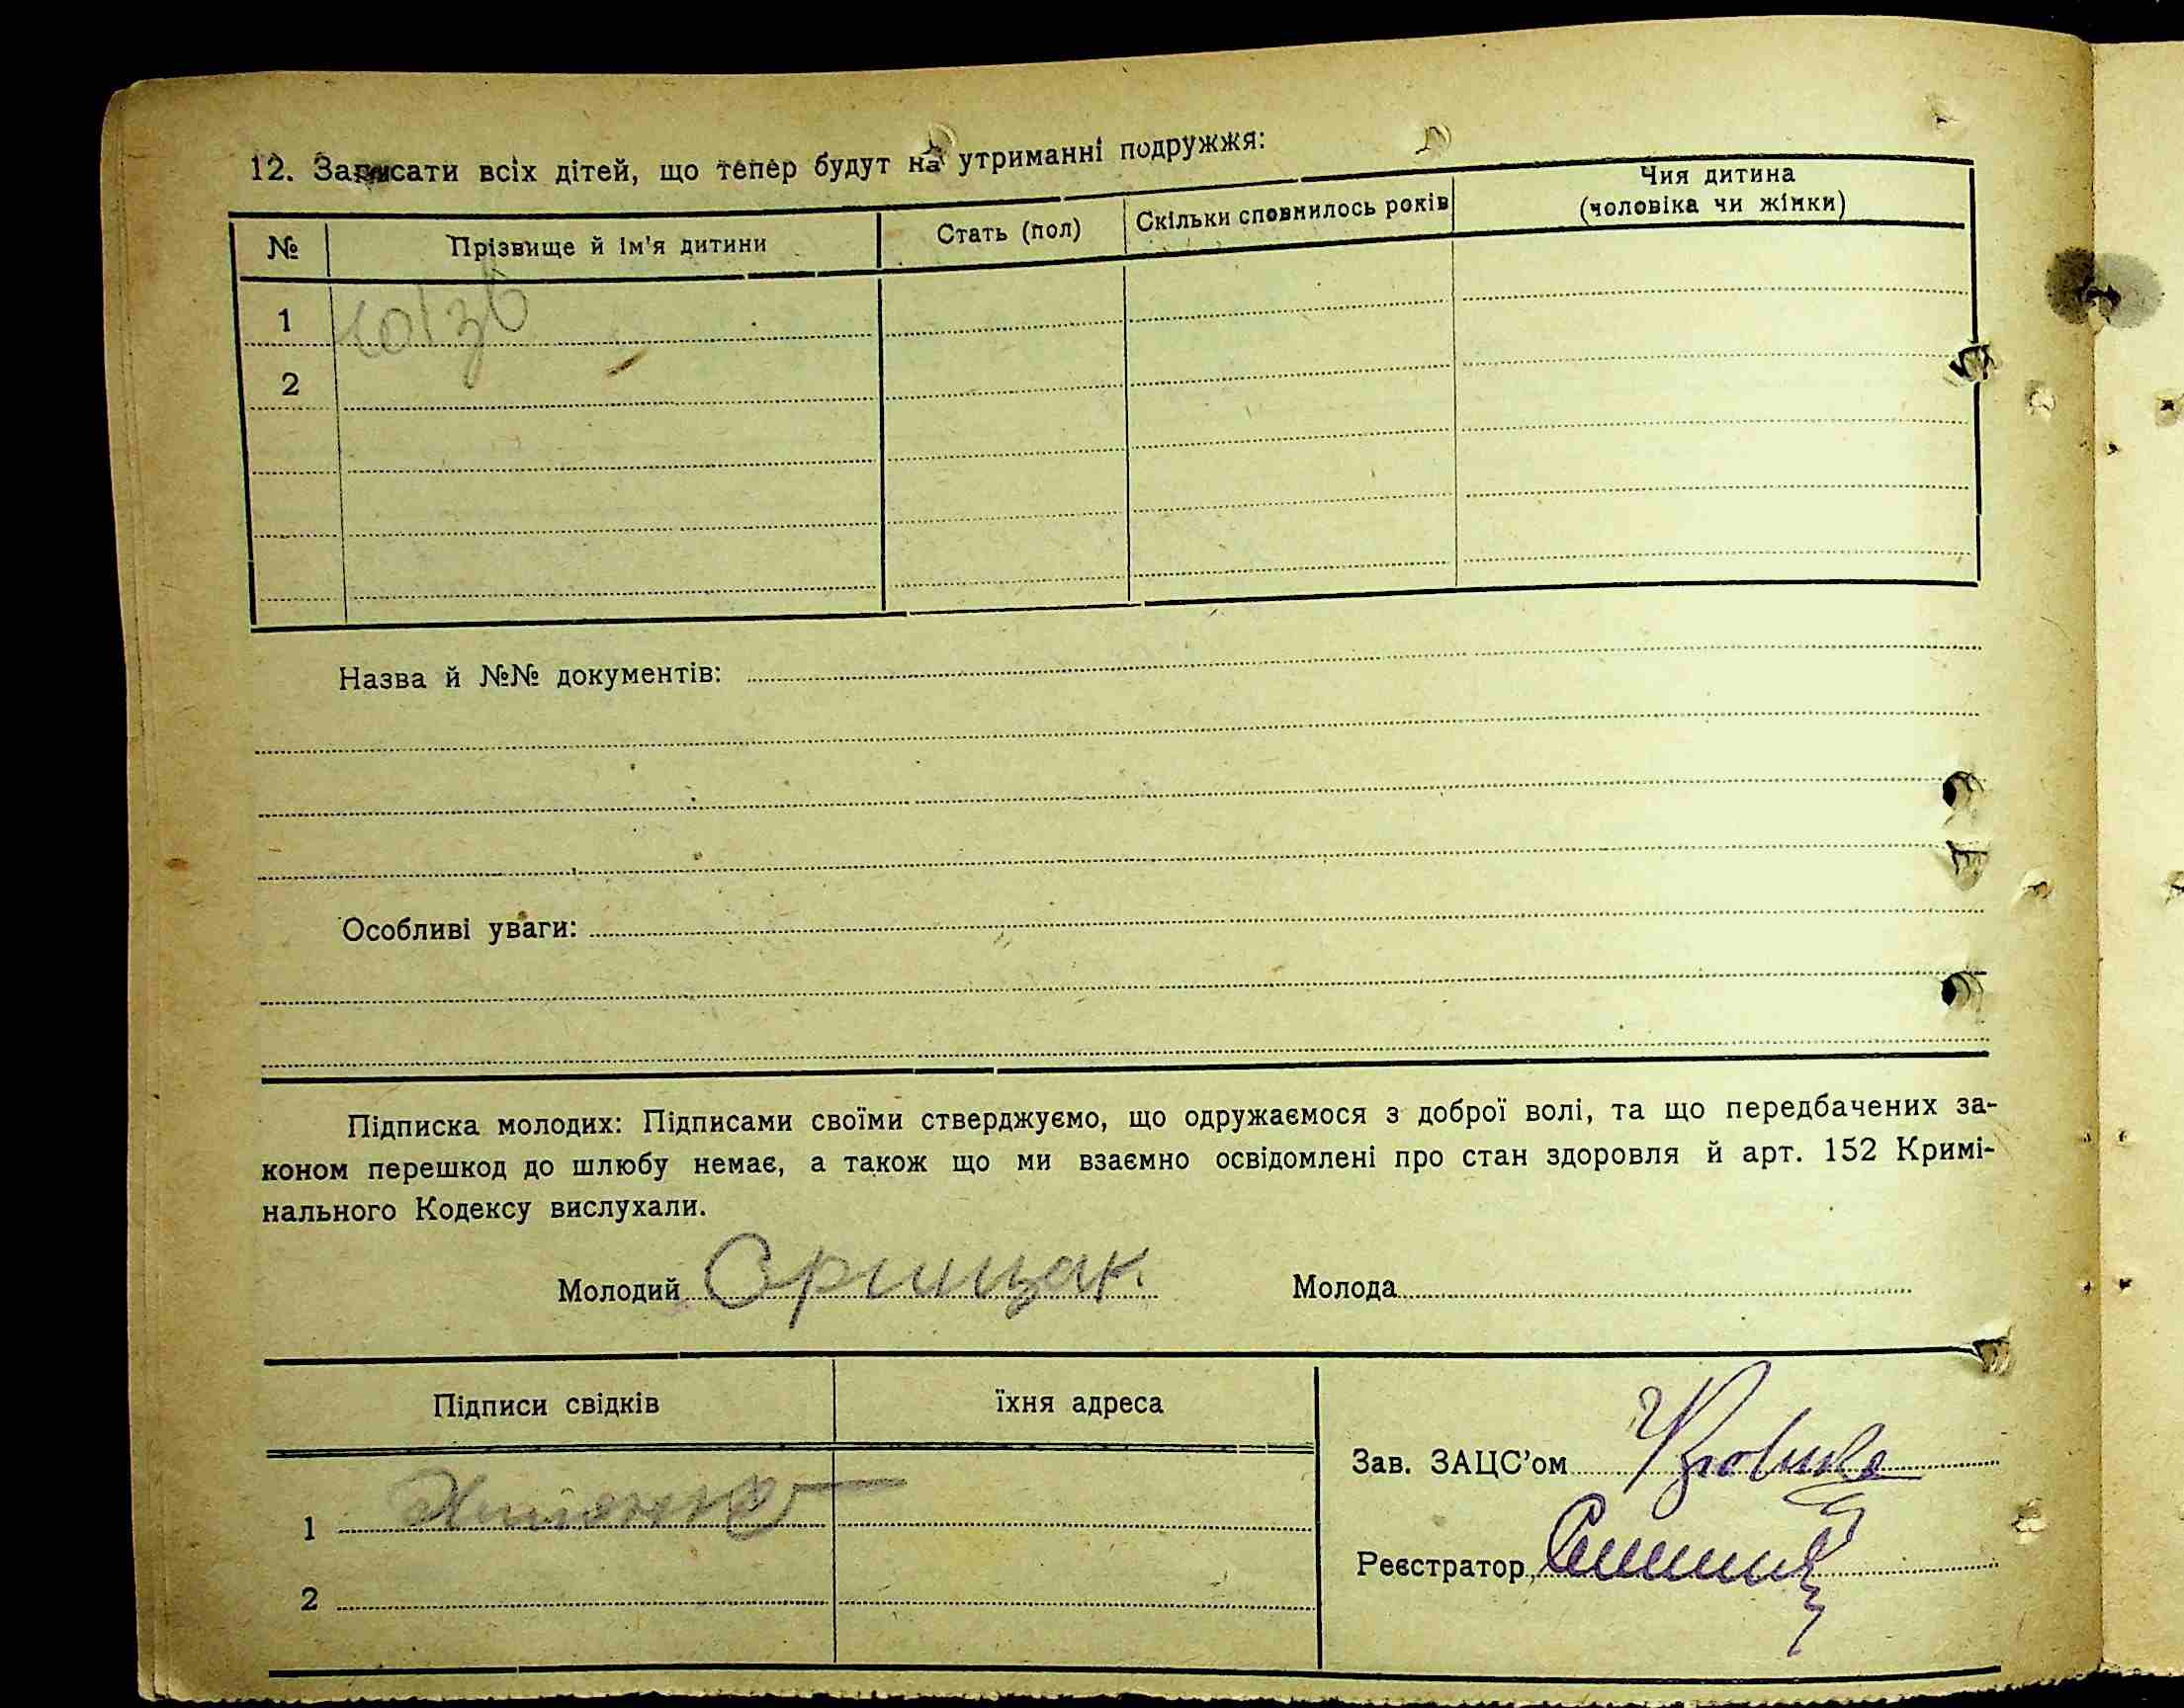 12. Записати всіх дітей, що тепер будут на утриманні подружжя:
№ Прізвище й ім'я дитини Стать (пол) Скільки сповнилось років Чия дитина (чоловіка чи жінки)
1
2
Назва й №№ документів:
Особливі уваги:
Підписка молодих: Підписами своїми стверджуємо, що одружаємося з доброї волі, та що передбачених за-
коном перешкод до шлюбу немає, а також що ми взаємно освідомлені про стан здоровля й арт. 152 Кримі-
нального Кодексу вислухали.
Молодий Молода
Підписи свідків їхня адреса
Зав. ЗАЦС'ом
1
Реєстратор
2